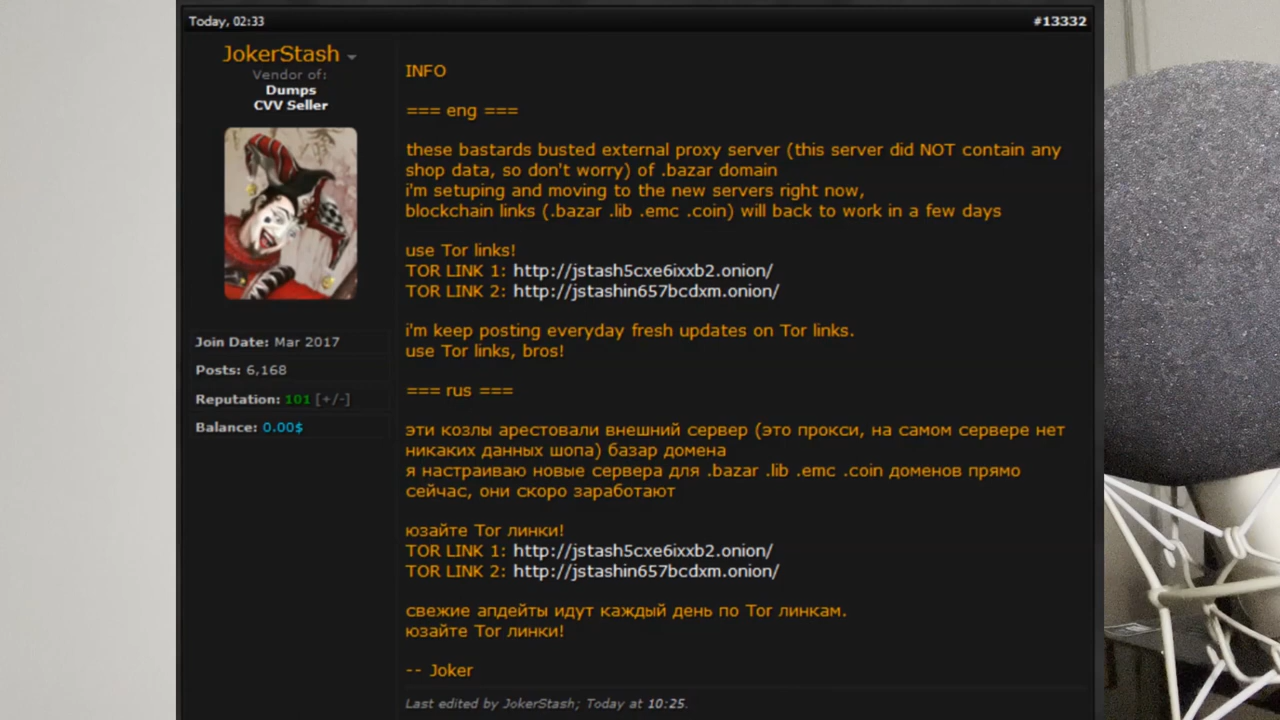 Today, 02:33
#13332
JokerStash
Vendor of:
Dumps
CVV Seller
Join Date: Mar 2017
Posts: 6,168
Reputation: 101 [+/-]
Balance: 0.00$
INFO
=== eng ===
these bastards busted external proxy server (this server did NOT contain any
shop data, so don't worry) of .bazar domain
i'm setuping and moving to the new servers right now,
blockchain links (.bazar .lib .emc .coin) will back to work in a few days
use Tor links!
TOR LINK 1: http://jstash5cxe6ixxb2.onion/
TOR LINK 2: http://jstashin657bcdxm.onion/
i'm keep posting everyday fresh updates on Tor links.
use Tor links, bros!
=== rus ===
эти козлы арестовали внешний сервер (это прокси, на самом сервере нет
никаких данных шопа) базар домена
я настраиваю новые сервера для .bazar .lib .emc .coin доменов прямо
сейчас, они скоро заработают
юзайте Tor линки!
TOR LINK 1: http://jstash5cxe6ixxb2.onion/
TOR LINK 2: http://jstashin657bcdxm.onion/
свежие апдейты идут каждый день по Tor линкам.
юзайте Tor линки!
-- Joker
Last edited by JokerStash; Today at 10:25.